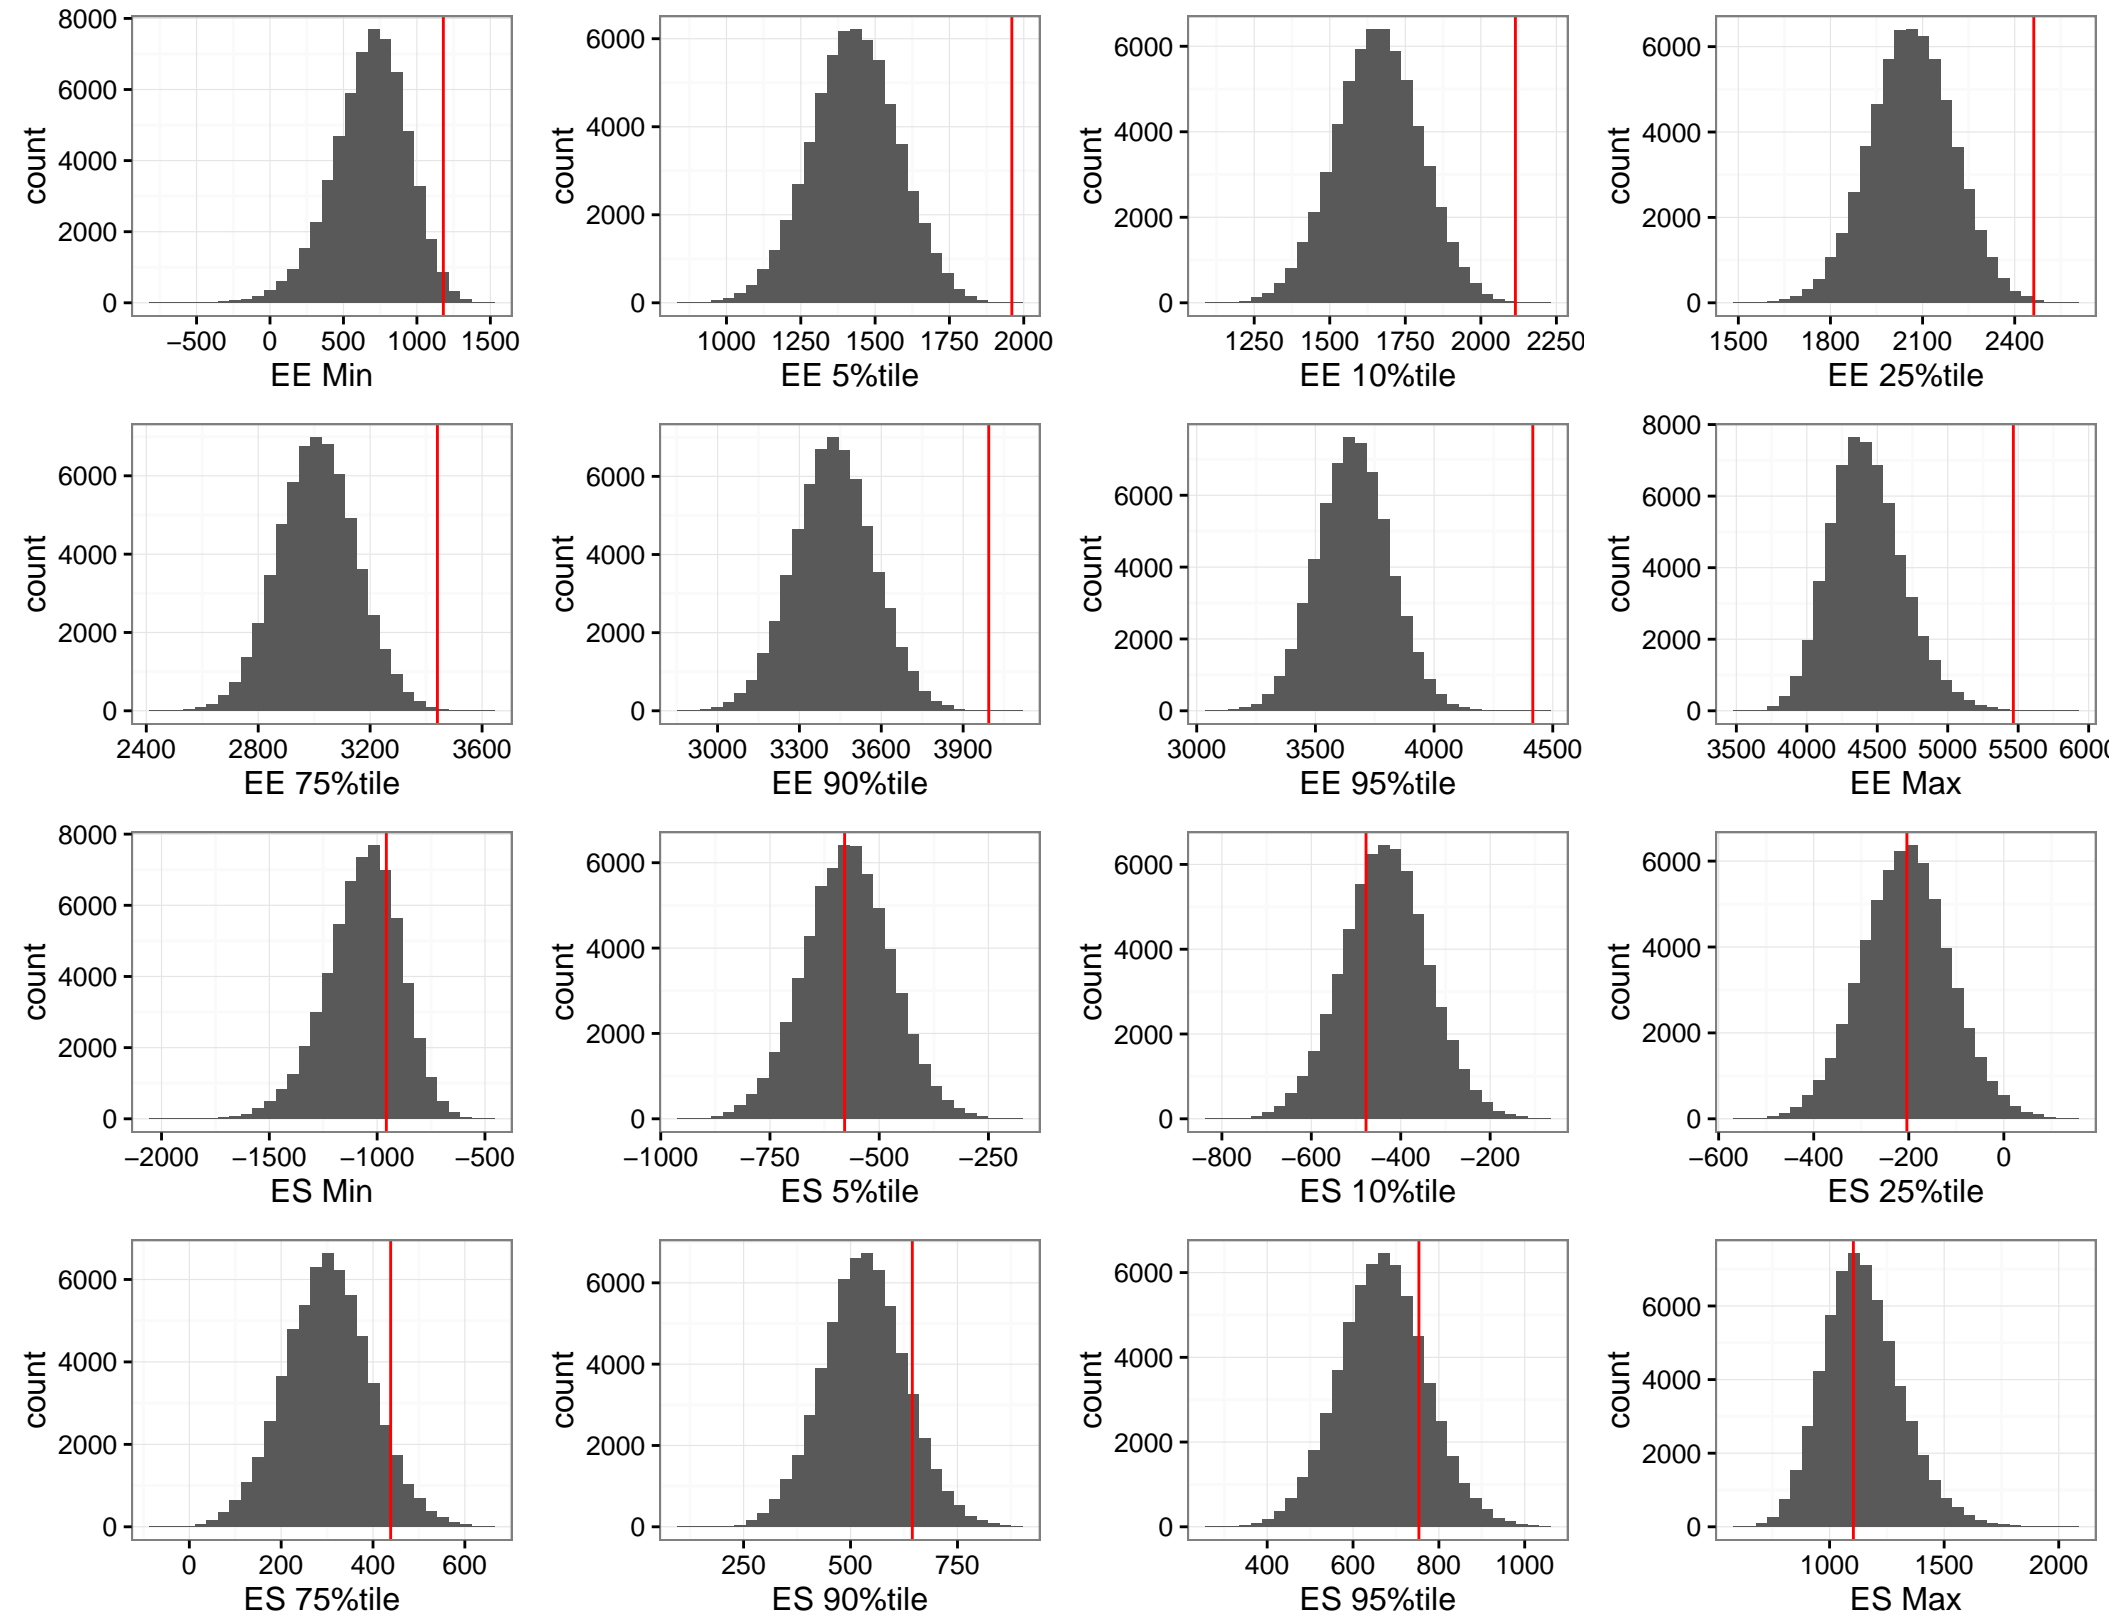 8000
6000
4000
2000
0
count
−500 0 500 1000 1500
EE Min
6000
4000
2000
0
count
1000 1250 1500 1750 2000
EE 5%tile
6000
4000
2000
0
count
1250 1500 1750 2000 2250
EE 10%tile
6000
4000
2000
0
count
1500 1800 2100 2400
EE 25%tile
6000
4000
2000
0
count
2400 2800 3200 3600
EE 75%tile
6000
4000
2000
0
count
3000 3300 3600 3900
EE 90%tile
6000
4000
2000
0
count
3000 3500 4000 4500
EE 95%tile
8000
6000
4000
2000
0
count
3500 4000 4500 5000 5500 6000
EE Max
8000
6000
4000
2000
0
count
−2000 −1500 −1000 −500
ES Min
6000
4000
2000
0
count
−1000 −750 −500 −250
ES 5%tile
6000
4000
2000
0
count
−800 −600 −400 −200
ES 10%tile
6000
4000
2000
0
count
−600 −400 −200 0
ES 25%tile
6000
4000
2000
0
count
0 200 400 600
ES 75%tile
6000
4000
2000
0
count
250 500 750
ES 90%tile
6000
4000
2000
0
count
400 600 800 1000
ES 95%tile
6000
4000
2000
0
count
1000 1500 2000
ES Max